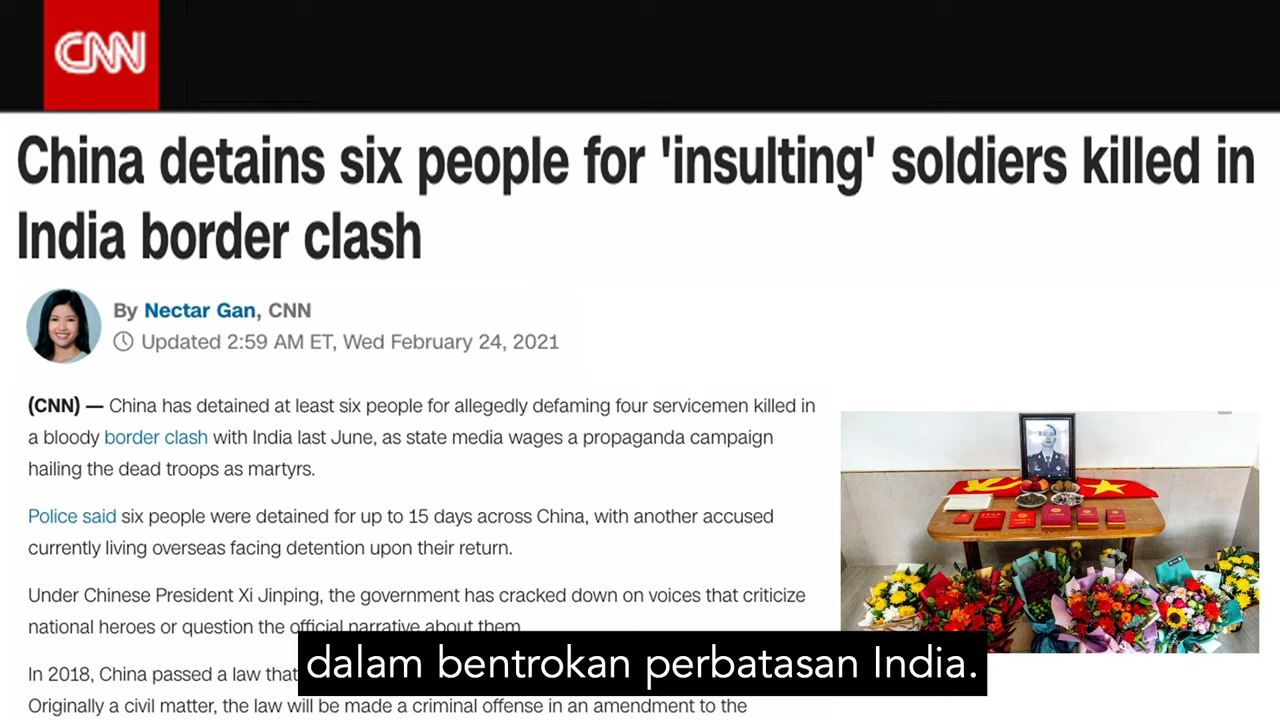 CNN
China detains six people for 'insulting' soldiers killed in
India border clash
By Nectar Gan, CNN
Updated 2:59 AM ET, Wed February 24, 2021
(CNN) — China has detained at least six people for allegedly defaming four servicemen killed in
a bloody border clash with India last June, as state media wages a propaganda campaign
hailing the dead troops as martyrs.
Police said six people were detained for up to 15 days across China, with another accused
currently living overseas facing detention upon their return.
Under Chinese President Xi Jinping, the government has cracked down on voices that criticize
national heroes or question the official narrative about them
In 2018, China passed a law that
dalam bentrokan perbatasan India.
Originally a civil matter, the law will be made a criminal offense in an amendment to the